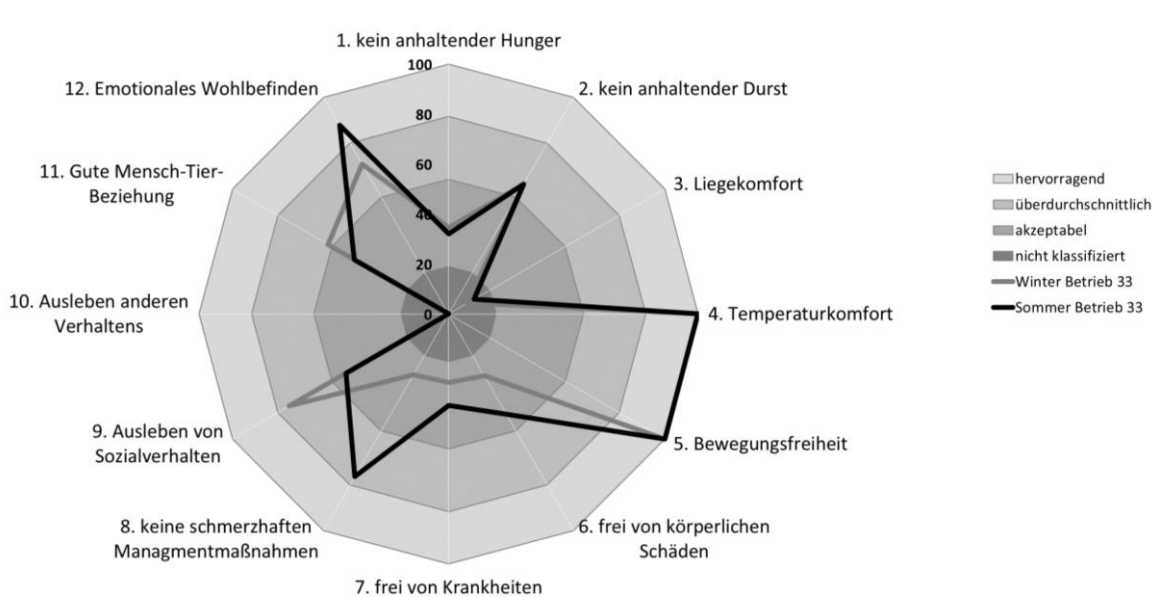 1. kein anhaltender Hunger
100
12. Emotionales Wohlbefinden
2. kein anhaltender Durst
80
11. Gute Mensch-Tier-
Beziehung
60
3. Liegekomfort
40
20
10. Ausleben anderen
Verhaltens
0
4. Temperaturkomfort
9. Ausleben von
Sozialverhalten
5. Bewegungsfreiheit
8. keine schmerzhaften
Managmentmaßnahmen
6. frei von körperlichen
Schäden
7. frei von Krankheiten
hervorragend
überdurchschnittlich
akzeptabel
nicht klassifiziert
Winter Betrieb 33
Sommer Betrieb 33